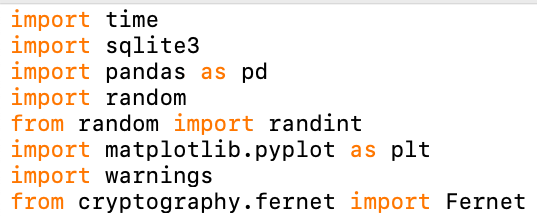 import time
import sqlite3
import pandas as pd
import random
from random import randint
import matplotlib.pyplot as plt
import warnings
from cryptography.fernet import Fernet